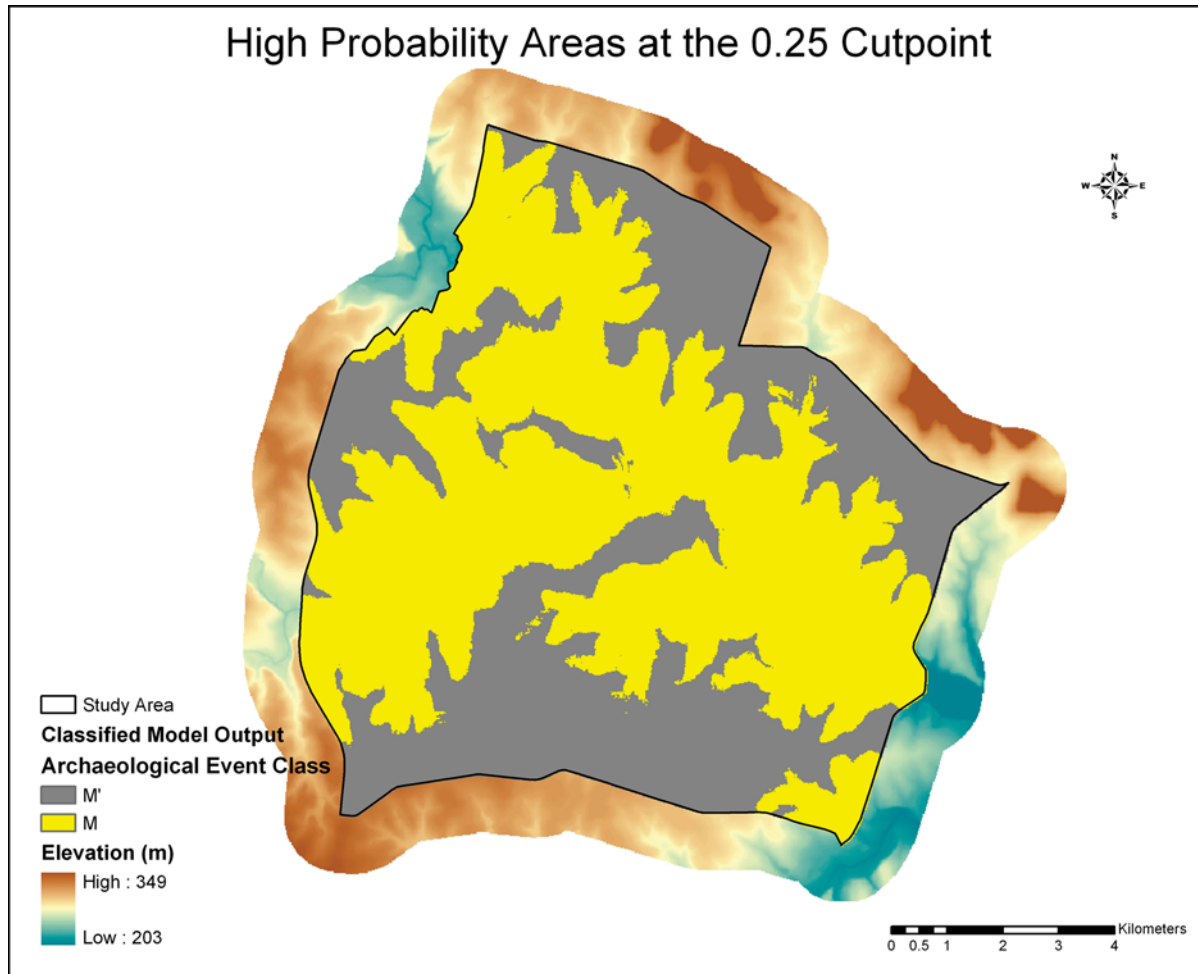 High Probability Areas at the 0.25 Cutpoint
N
W E
S
Study Area
Classified Model Output
Archaeological Event Class
M'
M
Elevation (m)
High : 349
Low : 203
Kilometers
0 0.5 1 2 3 4